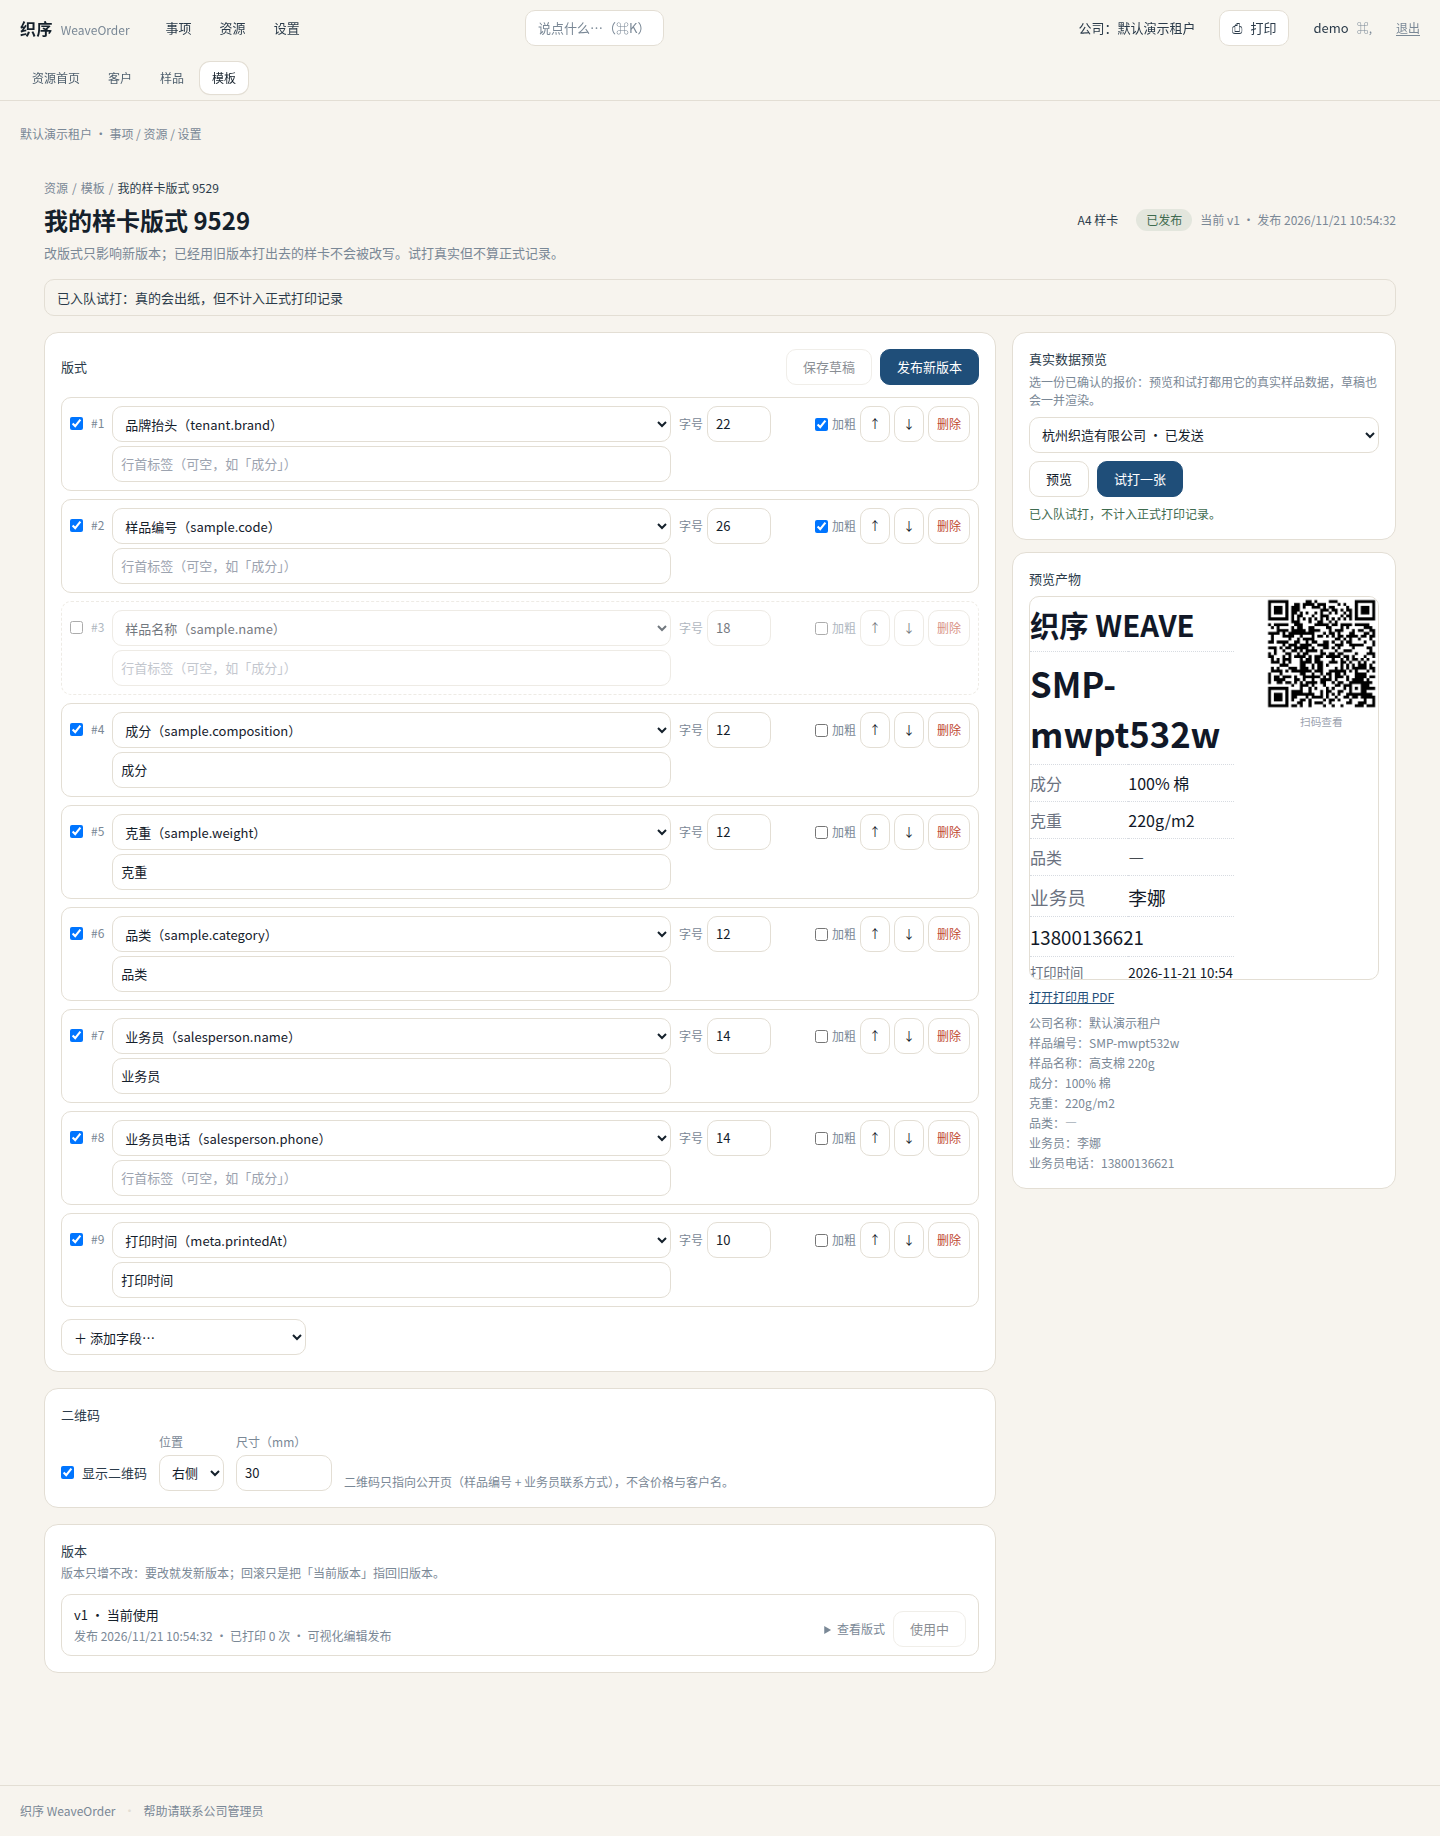 织序 WeaveOrder 事项 资源 设置 说点什么…（⌘K） 公司：默认演示租户 打印 demo ⌘, 退出
资源首页 客户 样品 模板
默认演示租户 · 事项 / 资源 / 设置
资源 / 模板 / 我的样卡版式 9529
我的样卡版式 9529
A4 样卡 已发布 当前 v1 · 发布 2026/11/21 10:54:32
改版式只影响新版本；已经用旧版本打出去的样卡不会被改写。试打真实但不算正式记录。
已入队试打：真的会出纸，但不计入正式打印记录
版式 保存草稿 发布新版本
#1 品牌抬头（tenant.brand） 字号 22 加粗 ↑ ↓ 删除
行首标签（可空，如「成分」）
#2 样品编号（sample.code） 字号 26 加粗 ↑ ↓ 删除
行首标签（可空，如「成分」）
#3 样品名称（sample.name） 字号 18 加粗 ↑ ↓ 删除
行首标签（可空，如「成分」）
#4 成分（sample.composition） 字号 12 加粗 ↑ ↓ 删除
成分
#5 克重（sample.weight） 字号 12 加粗 ↑ ↓ 删除
克重
#6 品类（sample.category） 字号 12 加粗 ↑ ↓ 删除
品类
#7 业务员（salesperson.name） 字号 14 加粗 ↑ ↓ 删除
业务员
#8 业务员电话（salesperson.phone） 字号 14 加粗 ↑ ↓ 删除
行首标签（可空，如「成分」）
#9 打印时间（meta.printedAt） 字号 10 加粗 ↑ ↓ 删除
打印时间
＋ 添加字段…
二维码
位置 尺寸（mm）
显示二维码 右侧 30 二维码只指向公开页（样品编号 + 业务员联系方式），不含价格与客户名。
版本
版本只增不改：要改就发新版本；回滚只是把「当前版本」指回旧版本。
v1 · 当前使用
发布 2026/11/21 10:54:32 · 已打印 0 次 · 可视化编辑发布
▶ 查看版式 使用中
真实数据预览
选一份已确认的报价：预览和试打都用它的真实样品数据，草稿也
会一并渲染。
杭州织造有限公司 · 已发送
预览 试打一张
已入队试打，不计入正式打印记录。
预览产物
织序 WEAVE
SMP-
mwpt532w
扫码查看
成分 100% 棉
克重 220g/m2
品类 —
业务员 李娜
13800136621
打印时间 2026-11-21 10:54
打开打印用 PDF
公司名称：默认演示租户
样品编号：SMP-mwpt532w
样品名称：高支棉 220g
成分：100% 棉
克重：220g/m2
品类：—
业务员：李娜
业务员电话：13800136621
织序 WeaveOrder · 帮助请联系公司管理员